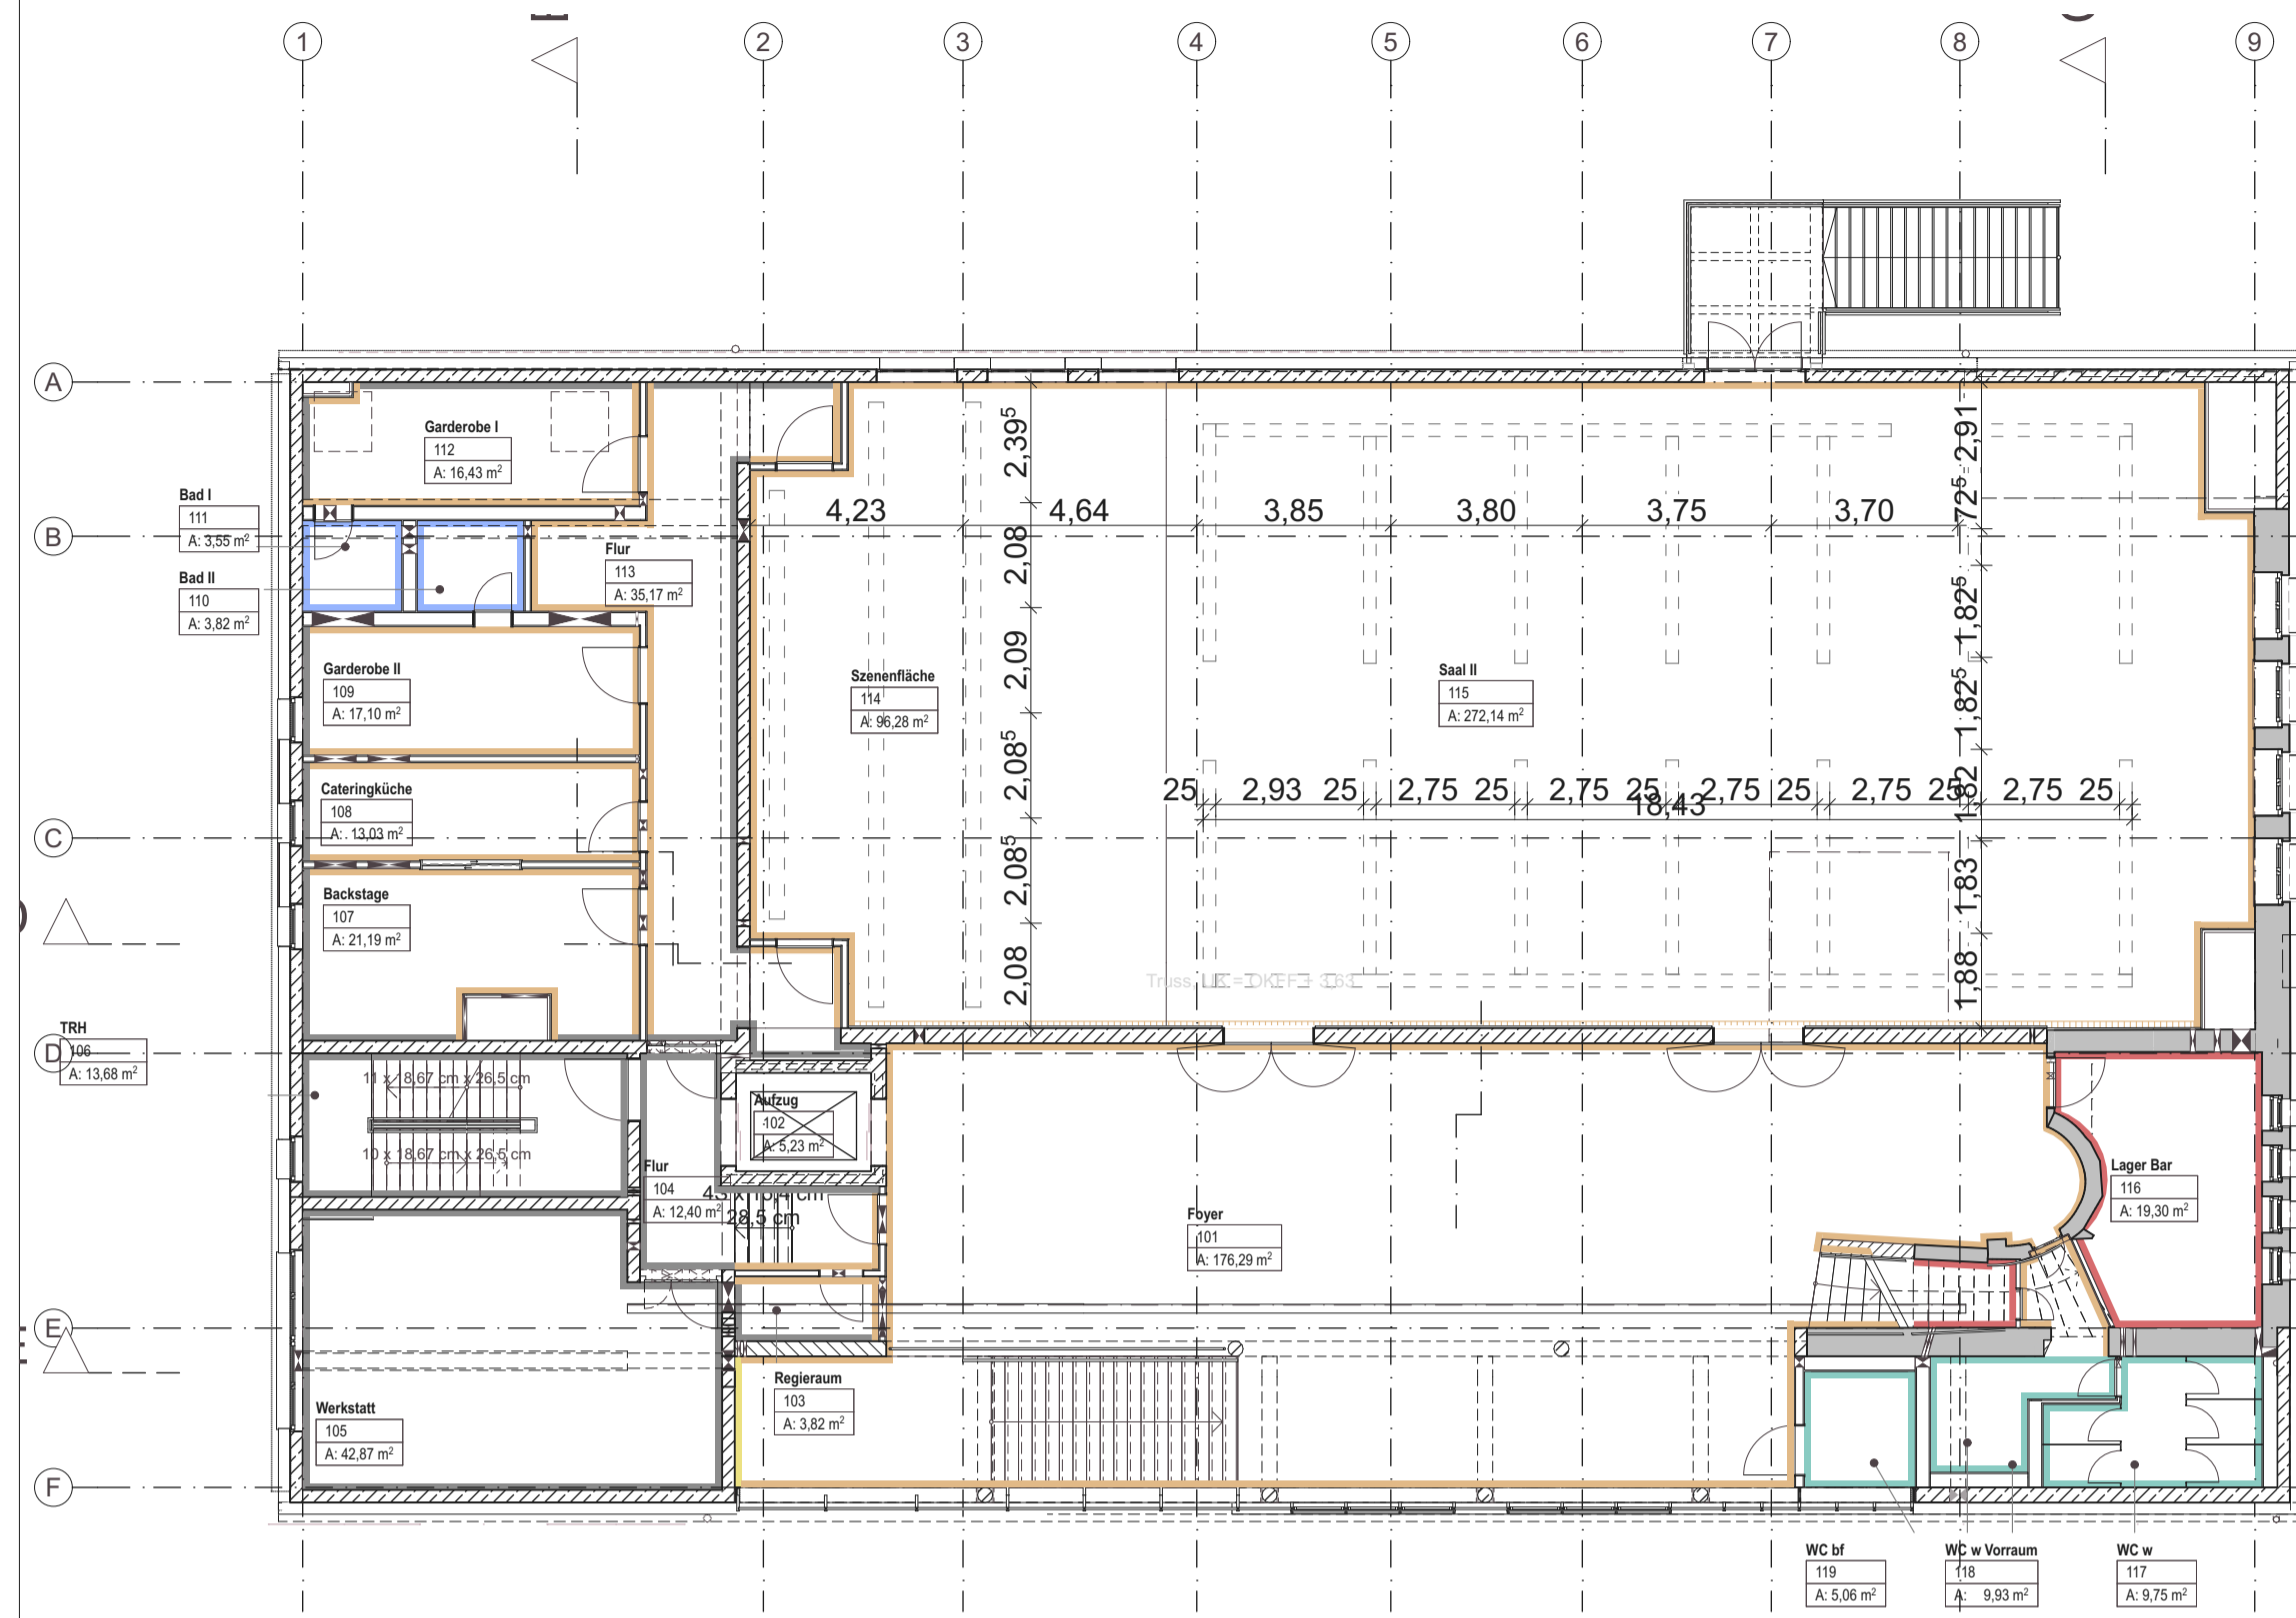 1
2
3
4
5
6
7
8
9
A
B
C
D
E
F
Garderobe I
112
A: 16,43 m²
Bad I
111
A: 3,55 m²
Bad II
110
A: 3,82 m²
Flur
113
A: 35,17 m²
Garderobe II
109
A: 17,10 m²
Cateringküche
108
A: 13,03 m²
Backstage
107
A: 21,19 m²
TRH
106
A: 13,68 m²
11 x 18,67 cm x 26,5 cm
10 x 18,67 cm x 26,5 cm
Aufzug
102
A: 5,23 m²
Flur
104
A: 12,40 m²
28,5 cm
Werkstatt
105
A: 42,87 m²
Regieraum
103
A: 3,82 m²
Foyer
101
A: 176,29 m²
Szenenfläche
114
A: 96,28 m²
Saal II
115
A: 272,14 m²
4,23
4,64
3,85
3,80
3,75
3,70
2,39⁵
2,08
2,09
2,08⁵
2,08⁵
2,08
2,91
72⁵
1,82⁵
1,82⁵
1,82
1,83
1,88
25 2,93 25 2,75 25 2,75 25 2,75 25 2,75 25 2,75 25
18,43
Truss, UK = OKFF + 3,63
Lager Bar
116
A: 19,30 m²
WC bf
119
A: 5,06 m²
WC w Vorraum
118
A: 9,93 m²
WC w
117
A: 9,75 m²